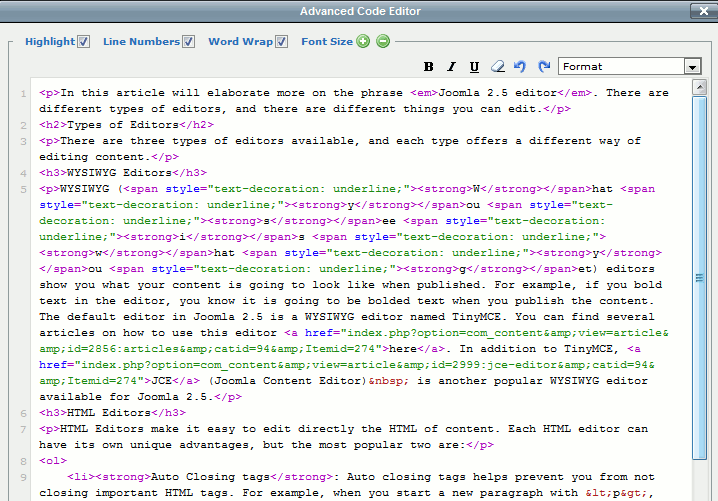 Advanced Code Editor
Highlight Line Numbers Word Wrap Font Size
B I U Format
1 <p>In this article will elaborate more on the phrase <em>Joomla 2.5 editor</em>. There are
different types of editors, and there are different things you can edit.</p>
2 <h2>Types of Editors</h2>
3 <p>There are three types of editors available, and each type offers a different way of
editing content.</p>
4 <h3>WYSIWYG Editors</h3>
5 <p>WYSIWYG (<span style="text-decoration: underline;"><strong>W</strong></span>hat <span
style="text-decoration: underline;"><strong>y</strong></span>ou <span style="text-
decoration: underline;"><strong>s</strong></span>ee <span style="text-decoration:
underline;"><strong>i</strong></span>s <span style="text-decoration: underline;">
<strong>w</strong></span>hat <span style="text-decoration: underline;"><strong>y</strong>
</span>ou <span style="text-decoration: underline;"><strong>g</strong></span>et) editors
show you what your content is going to look like when published. For example, if you bold
text in the editor, you know it is going to be bolded text when you publish the content.
The default editor in Joomla 2.5 is a WYSIWYG editor named TinyMCE. You can find several
articles on how to use this editor <a href="index.php?option=com_content&amp;view=article&
amp;id=2856:articles&amp;catid=94&amp;Itemid=274">here</a>. In addition to TinyMCE, <a
href="index.php?option=com_content&amp;view=article&amp;id=2999:jce-editor&amp;catid=94&
amp;Itemid=274">JCE</a> (Joomla Content Editor)&nbsp; is another popular WYSIWYG editor
available for Joomla 2.5.</p>
6 <h3>HTML Editors</h3>
7 <p>HTML Editors make it easy to edit directly the HTML of content. Each HTML editor can
have its own unique advantages, but the most popular two are:</p>
8 <ol>
9 <li><strong>Auto Closing tags</strong>: Auto closing tags helps prevent you from not
closing important HTML tags. For example, when you start a new paragraph with &lt;p&gt;,